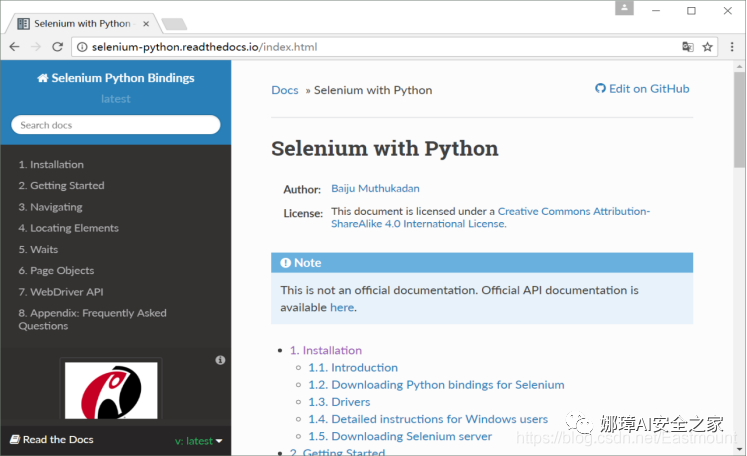 Selenium with Python -
selenium-python.readthedocs.io/index.html
Selenium Python Bindings
latest
Search docs
1. Installation
2. Getting Started
3. Navigating
4. Locating Elements
5. Waits
6. Page Objects
7. WebDriver API
8. Appendix: Frequently Asked
Questions
Read the Docs
v: latest
Docs » Selenium with Python
Edit on GitHub
Selenium with Python
Author: Baiju Muthukadan
License: This document is licensed under a Creative Commons Attribution-
ShareAlike 4.0 International License.
Note
This is not an official documentation. Official API documentation is
available here.
1. Installation
1.1. Introduction
1.2. Downloading Python bindings for Selenium
1.3. Drivers
1.4. Detailed instructions for Windows users
1.5. Downloading Selenium server
2. Getting Started
娜璋AI安全之家
https://blog.csdn.net/Eastmount